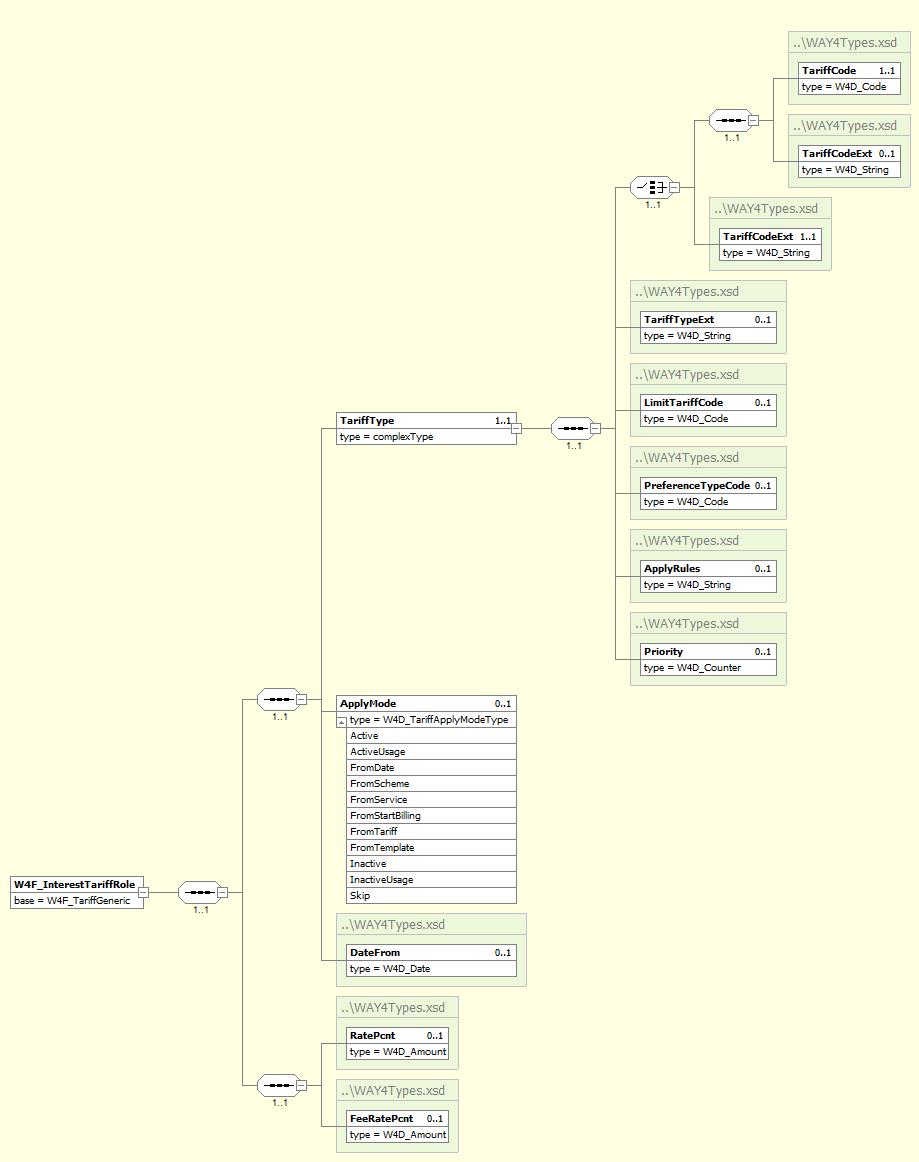 ..\WAY4Types.xsd
TariffCode 1..1
type = W4D_Code
..\WAY4Types.xsd
1..1
TariffCodeExt 0..1
type = W4D_String
1..1
..\WAY4Types.xsd
TariffCodeExt 1..1
type = W4D_String
..\WAY4Types.xsd
TariffTypeExt 0..1
type = W4D_String
..\WAY4Types.xsd
LimitTariffCode 0..1
type = W4D_Code
TariffType 1..1
type = complexType
1..1
..\WAY4Types.xsd
PreferenceTypeCode 0..1
type = W4D_Code
..\WAY4Types.xsd
ApplyRules 0..1
type = W4D_String
..\WAY4Types.xsd
Priority 0..1
type = W4D_Counter
1..1
ApplyMode 0..1
type = W4D_TariffApplyModeType
Active
ActiveUsage
FromDate
FromScheme
FromService
FromStartBilling
FromTariff
FromTemplate
Inactive
InactiveUsage
Skip
W4F_InterestTariffRole
base = W4F_TariffGeneric
1..1
..\WAY4Types.xsd
DateFrom 0..1
type = W4D_Date
..\WAY4Types.xsd
RatePcnt 0..1
type = W4D_Amount
1..1
..\WAY4Types.xsd
FeeRatePcnt 0..1
type = W4D_Amount